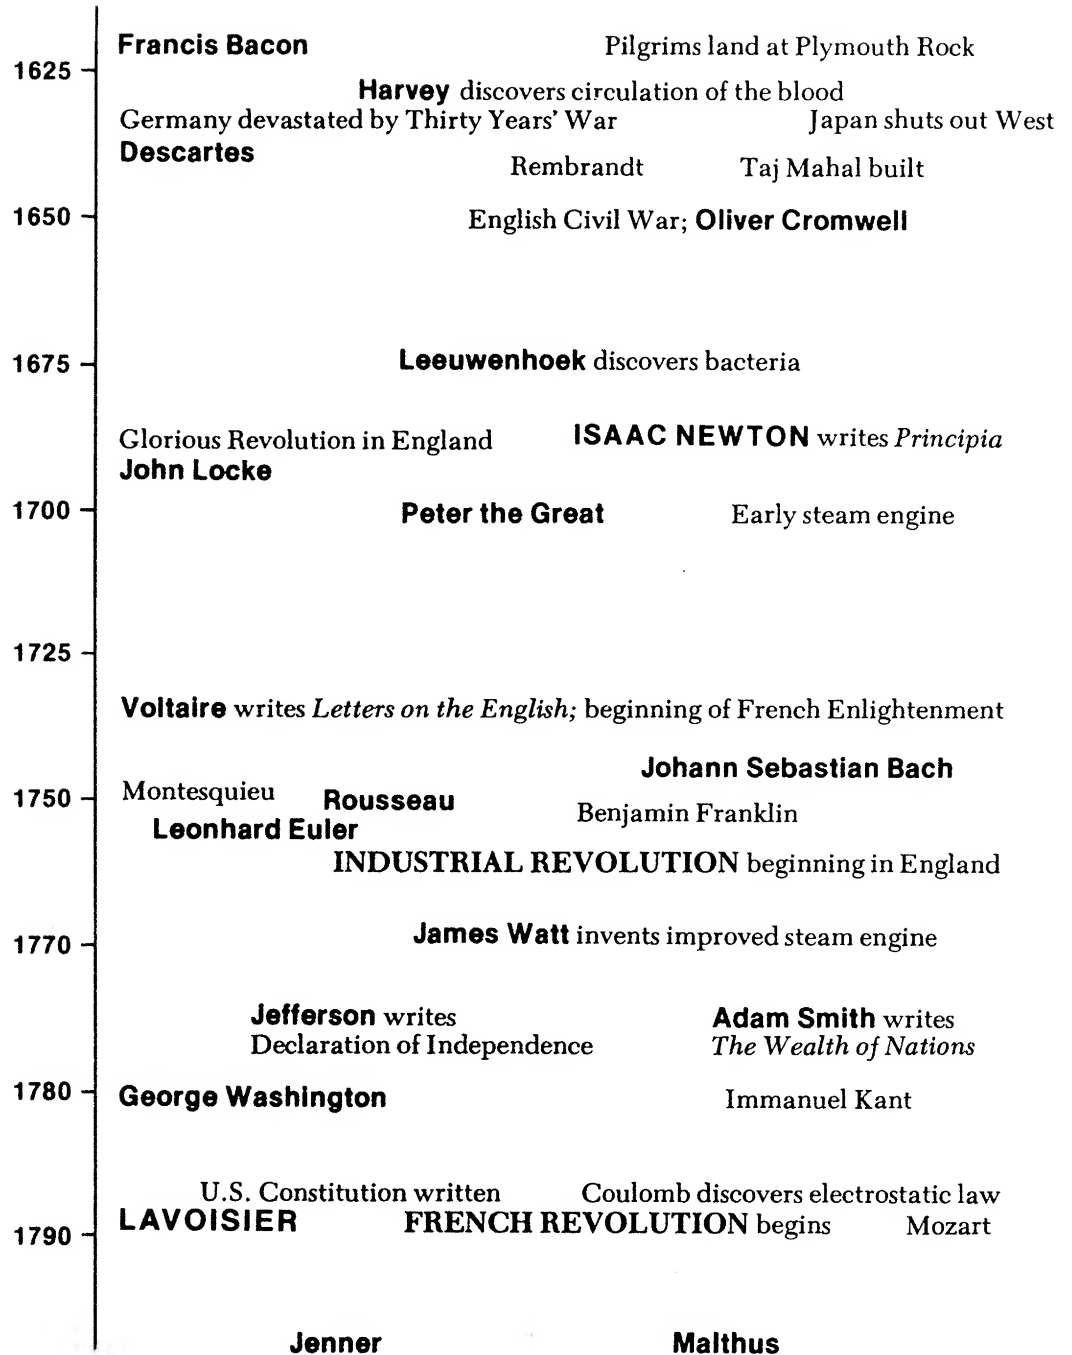 Francis Bacon Pilgrims land at Plymouth Rock
1625
Harvey discovers circulation of the blood
Germany devastated by Thirty Years' War Japan shuts out West
Descartes
Rembrandt Taj Mahal built
1650 English Civil War; Oliver Cromwell
1675 Leeuwenhoek discovers bacteria
Glorious Revolution in England ISAAC NEWTON writes Principia
John Locke
1700 Peter the Great Early steam engine
1725
Voltaire writes Letters on the English; beginning of French Enlightenment
Johann Sebastian Bach
1750 Montesquieu Rousseau Benjamin Franklin
Leonhard Euler
INDUSTRIAL REVOLUTION beginning in England
1770 James Watt invents improved steam engine
Jefferson writes Adam Smith writes
Declaration of Independence The Wealth of Nations
1780 George Washington Immanuel Kant
U.S. Constitution written Coulomb discovers electrostatic law
1790 LAVOISIER FRENCH REVOLUTION begins Mozart
Jenner Malthus